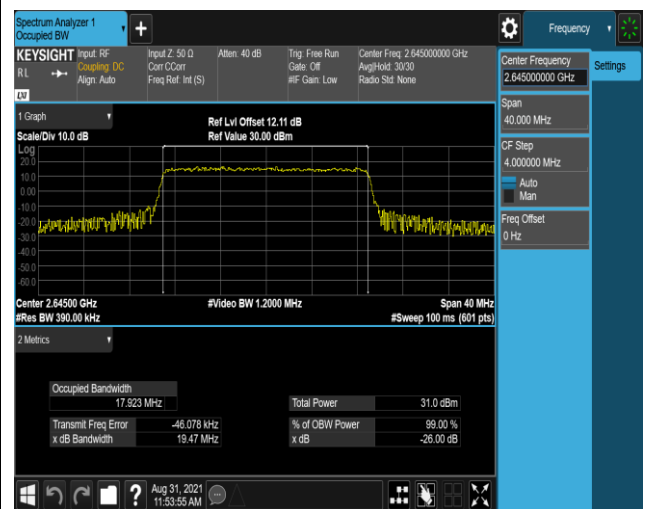 Spectrum Analyzer 1
Occupied BW
+
Frequency
KEYSIGHT
RL
LXI
Input: RF
Coupling: DC
Align: Auto
Input Z: 50 Ω
Corr CCorr
Freq Ref: Int (S)
Atten: 40 dB
Trig: Free Run
Gate: Off
#IF Gain: Low
Center Freq: 2.645000000 GHz
Avg|Hold: 30/30
Radio Std: None
Center Frequency
2.645000000 GHz
Settings
Span
40.000 MHz
CF Step
4.000000 MHz
Auto
Man
Freq Offset
0 Hz
1 Graph
Scale/Div 10.0 dB
Ref Lvl Offset 12.11 dB
Ref Value 30.00 dBm
Log
20.0
10.0
0.00
-10.0
-20.0
-30.0
-40.0
-50.0
-60.0
Center 2.64500 GHz
#Video BW 1.2000 MHz
Span 40 MHz
#Res BW 390.00 kHz
#Sweep 100 ms (601 pts)
2 Metrics
Occupied Bandwidth
17.923 MHz
Total Power 31.0 dBm
Transmit Freq Error -46.078 kHz
% of OBW Power 99.00 %
x dB Bandwidth 19.47 MHz
x dB -26.00 dB
?
Aug 31, 2021
11:53:55 AM